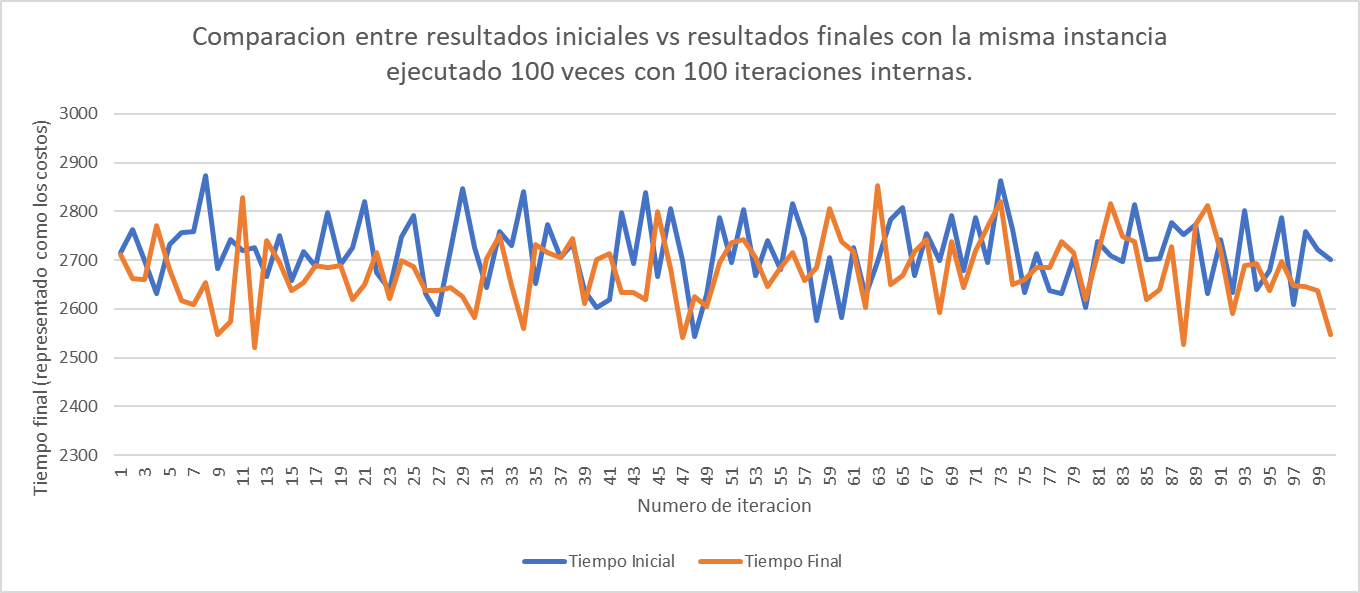 Comparacion entre resultados iniciales vs resultados finales con la misma instancia
ejecutado 100 veces con 100 iteraciones internas.
Tiempo final (representado como los costos)
3000
2900
2800
2700
2600
2500
2400
2300
1 3 5 7 9 11 13 15 17 19 21 23 25 27 29 31 33 35 37 39 41 43 45 47 49 51 53 55 57 59 61 63 65 67 69 71 73 75 77 79 81 83 85 87 89 91 93 95 97 99
Numero de iteracion
Tiempo Inicial Tiempo Final